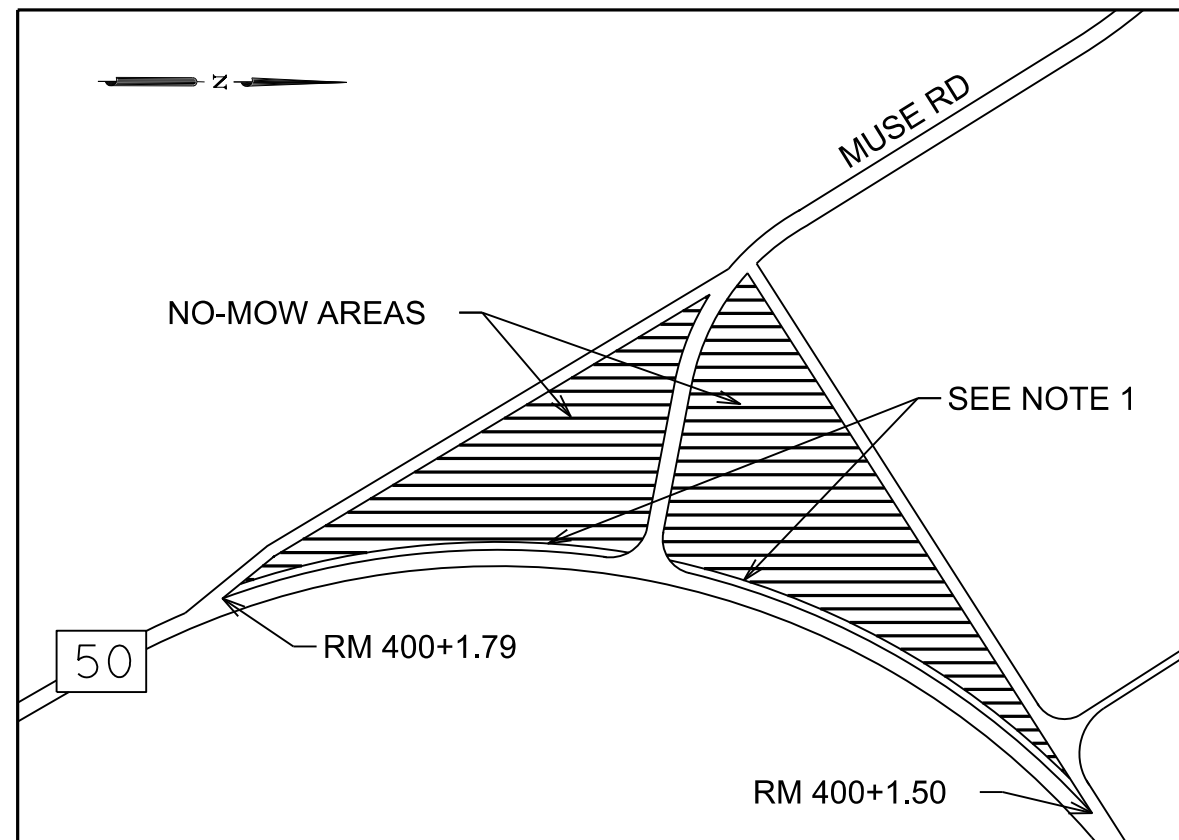 N
MUSE RD
NO-MOW AREAS
SEE NOTE 1
RM 400+1.79
50
RM 400+1.50